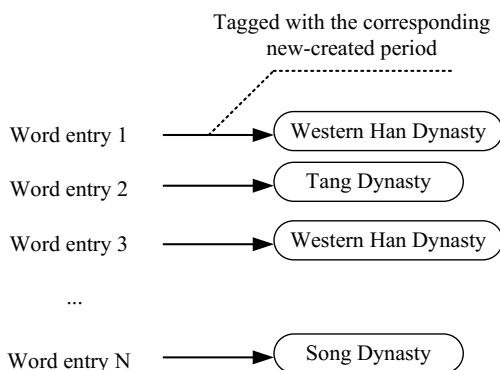 Tagged with the corresponding
new-created period
Word entry 1 Western Han Dynasty
Word entry 2 Tang Dynasty
Word entry 3 Western Han Dynasty
...
Word entry N Song Dynasty